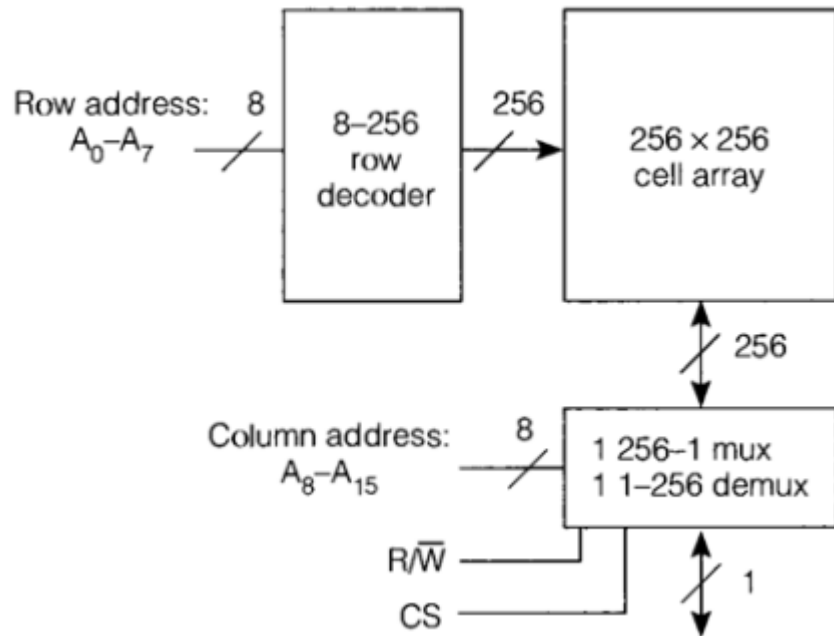 Row address:
A₀–A₇
8
8–256
row
decoder
256
256 × 256
cell array
256
Column address:
A₈–A₁₅
8
1 256–1 mux
1 1–256 demux
R/W̅
CS
1